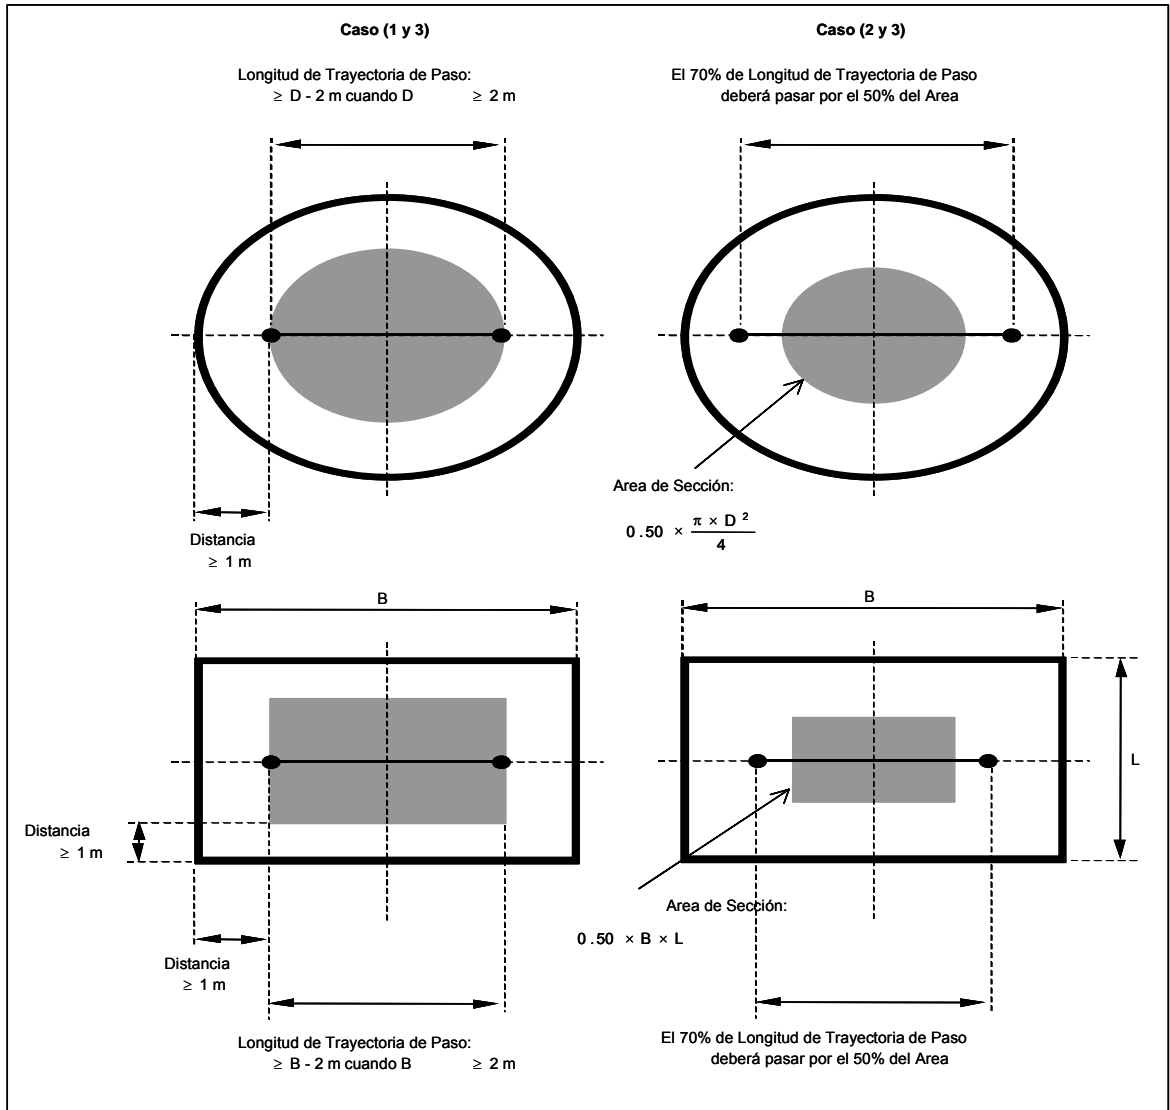 Caso (1 y 3)
Caso (2 y 3)
Longitud de Trayectoria de Paso:
≥ D - 2 m cuando D ≥ 2 m
El 70% de Longitud de Trayectoria de Paso
deberá pasar por el 50% del Area
Distancia
≥ 1 m
Area de Sección:
0.50 × π × D ²
4
B
B
L
Distancia
≥ 1 m
Area de Sección:
0.50 × B × L
Distancia
≥ 1 m
Longitud de Trayectoria de Paso:
≥ B - 2 m cuando B ≥ 2 m
El 70% de Longitud de Trayectoria de Paso
deberá pasar por el 50% del Area